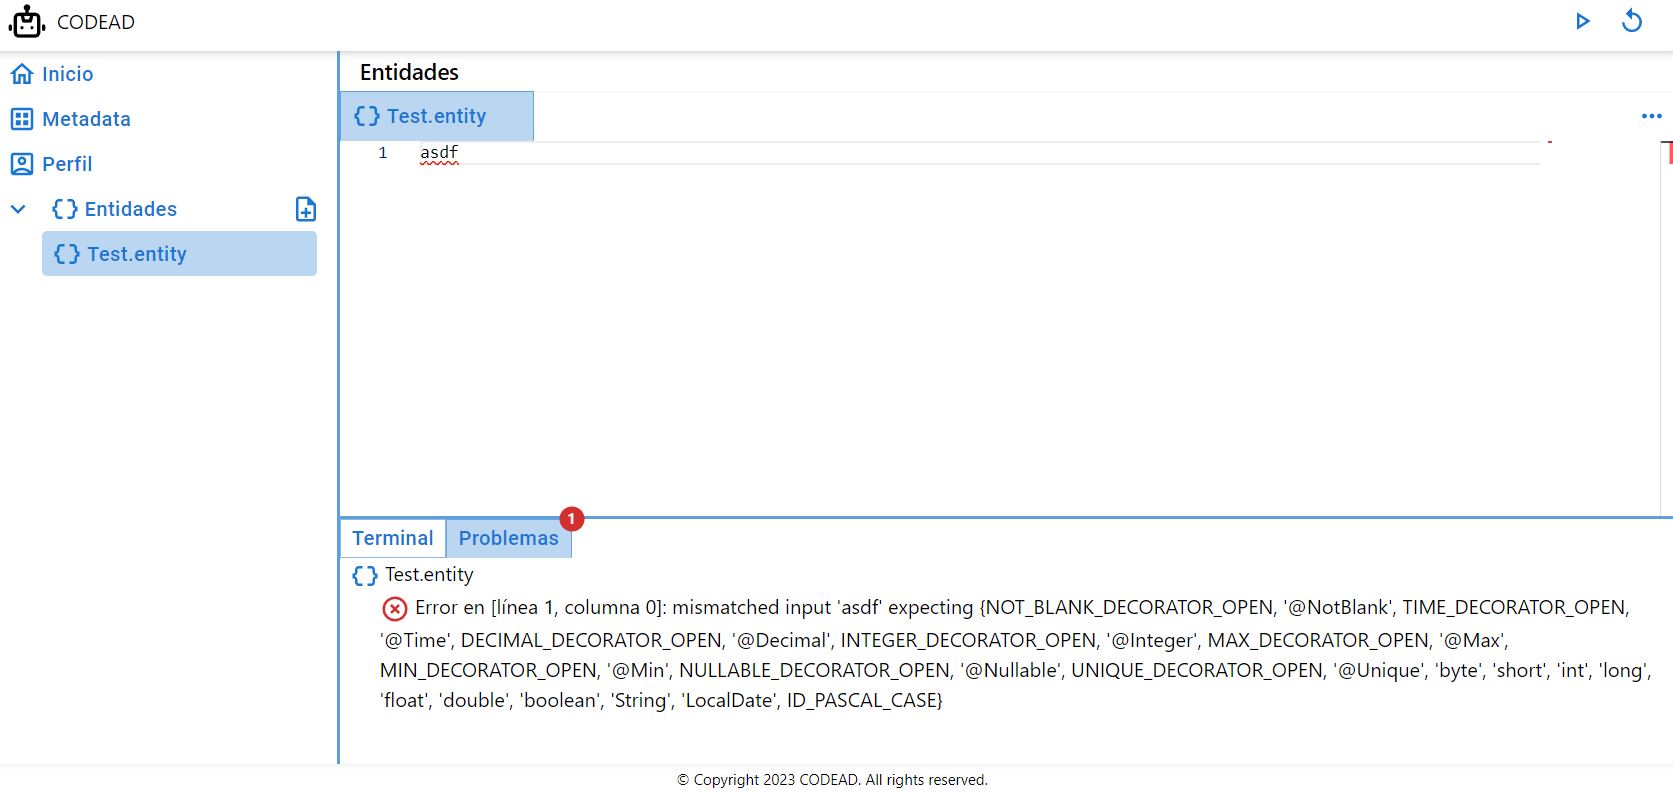 CODEAD
Inicio
Metadata
Perfil
Entidades
Test.entity
Entidades
Test.entity
1 asdf
Terminal
Problemas
1
Test.entity
Error en [línea 1, columna 0]: mismatched input 'asdf' expecting {NOT_BLANK_DECORATOR_OPEN, '@NotBlank', TIME_DECORATOR_OPEN,
'@Time', DECIMAL_DECORATOR_OPEN, '@Decimal', INTEGER_DECORATOR_OPEN, '@Integer', MAX_DECORATOR_OPEN, '@Max',
MIN_DECORATOR_OPEN, '@Min', NULLABLE_DECORATOR_OPEN, '@Nullable', UNIQUE_DECORATOR_OPEN, '@Unique', 'byte', 'short', 'int', 'long',
'float', 'double', 'boolean', 'String', 'LocalDate', ID_PASCAL_CASE}
© Copyright 2023 CODEAD. All rights reserved.